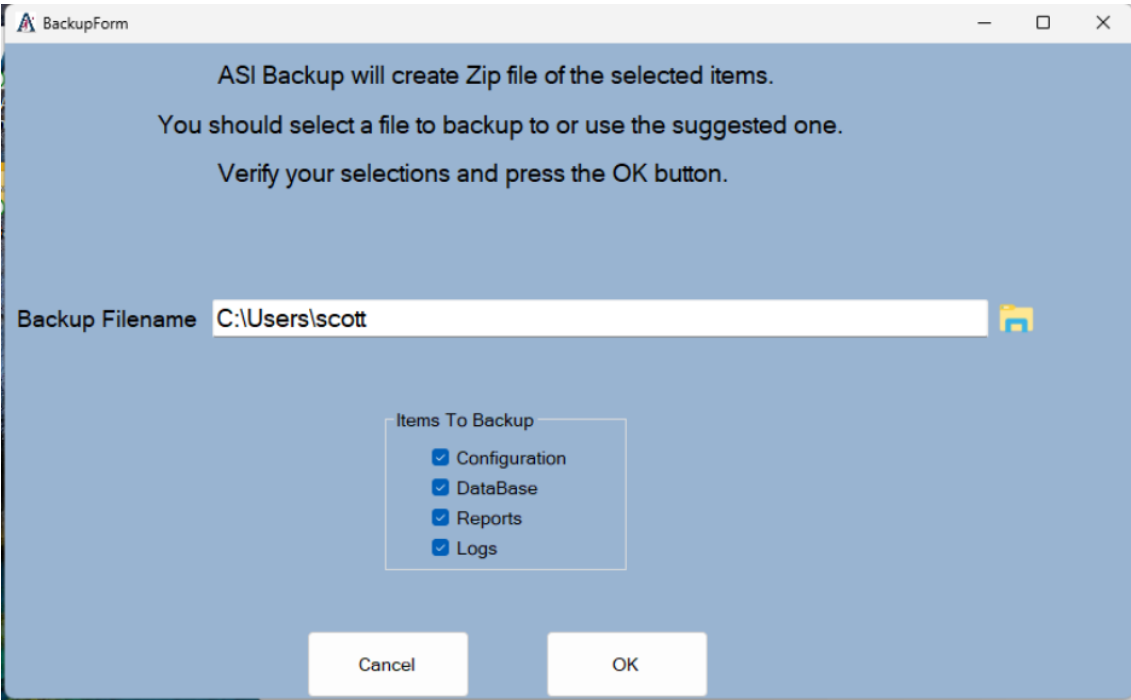 BackupForm
ASI Backup will create Zip file of the selected items.
You should select a file to backup to or use the suggested one.
Verify your selections and press the OK button.
Backup Filename C:\Users\scott
Items To Backup
Configuration
DataBase
Reports
Logs
Cancel OK